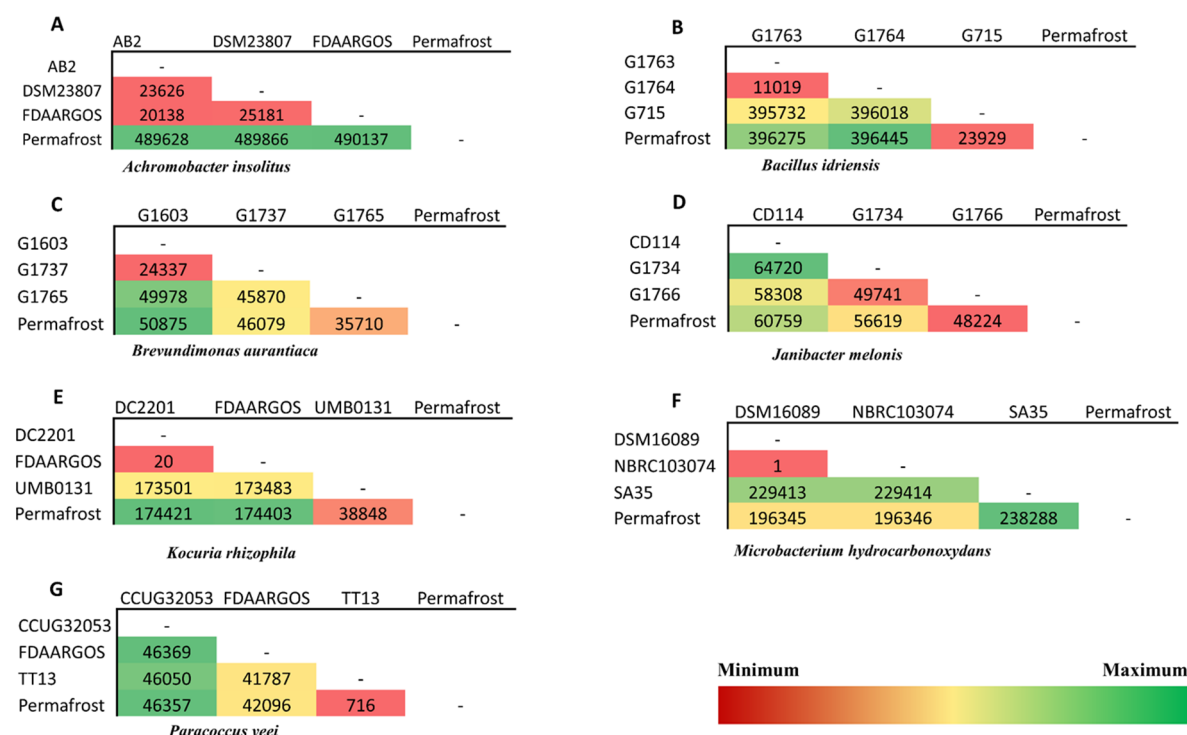 A
AB2 DSM23807 FDAARGOS Permafrost
AB2 -
DSM23807 23626 -
FDAARGOS 20138 25181 -
Permafrost 489628 489866 490137 -
Achromobacter insolitus
B
G1763 G1764 G715 Permafrost
G1763 -
G1764 11019 -
G715 395732 396018 -
Permafrost 396275 396445 23929 -
Bacillus idriensis
C
G1603 G1737 G1765 Permafrost
G1603 -
G1737 24337 -
G1765 49978 45870 -
Permafrost 50875 46079 35710 -
Brevundimonas aurantiaca
D
CD114 G1734 G1766 Permafrost
CD114 -
G1734 64720 -
G1766 58308 49741 -
Permafrost 60759 56619 48224 -
Janibacter melonis
E
DC2201 FDAARGOS UMB0131 Permafrost
DC2201 -
FDAARGOS 20 -
UMB0131 173501 173483 -
Permafrost 174421 174403 38848 -
Kocuria rhizophila
F
DSM16089 NBRC103074 SA35 Permafrost
DSM16089 -
NBRC103074 1 -
SA35 229413 229414 -
Permafrost 196345 196346 238288 -
Microbacterium hydrocarbonoxydans
G
CCUG32053 FDAARGOS TT13 Permafrost
CCUG32053 -
FDAARGOS 46369 -
TT13 46050 41787 -
Permafrost 46357 42096 716 -
Paracoccus yeei
Minimum Maximum